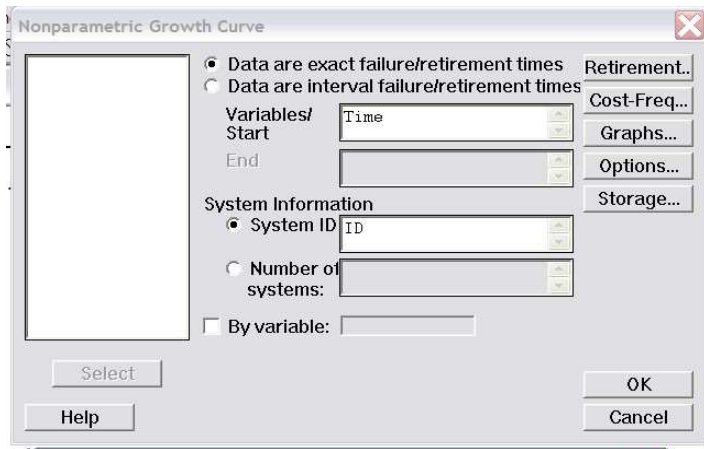 Nonparametric Growth Curve
Data are exact failure/retirement times
Data are interval failure/retirement times
Variables/
Start
Time
End
System Information
System ID
ID
Number of
systems:
By variable:
Retirement..
Cost-Freq...
Graphs...
Options...
Storage...
Select
OK
Help
Cancel